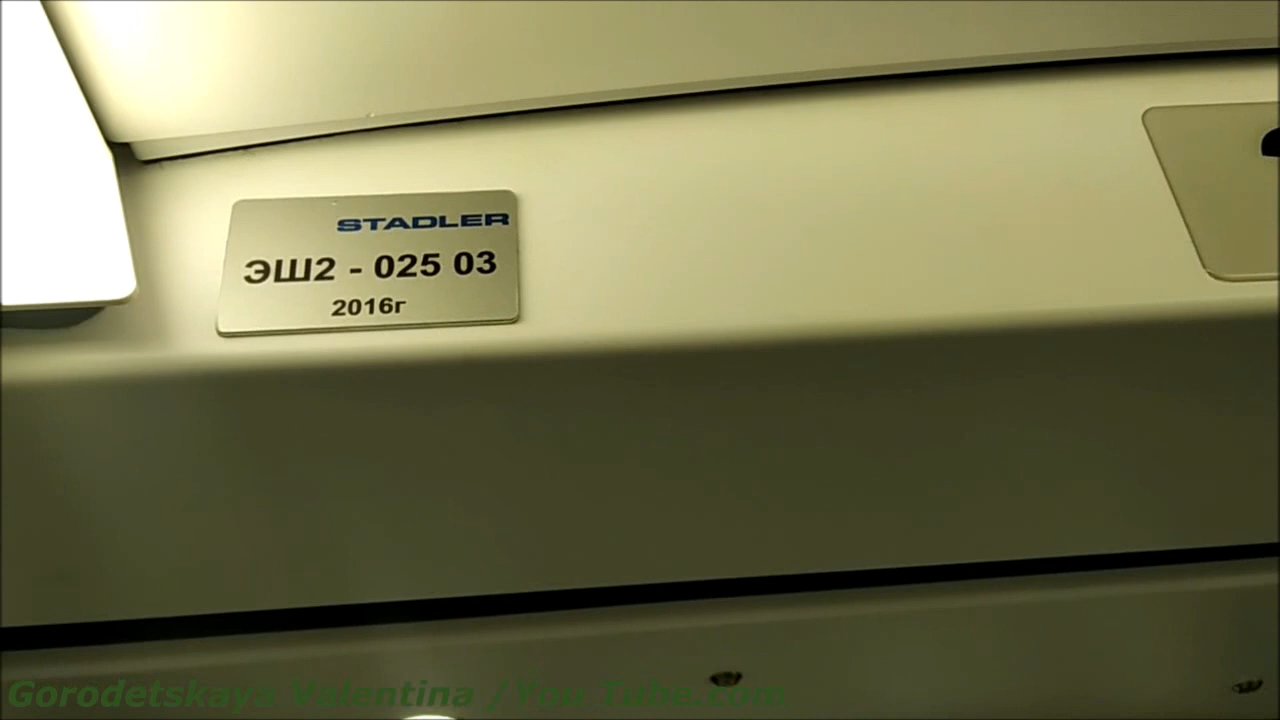 STADLER
ЭШ2 - 025 03
2016г
Gorodetskaya Valentina /You Tube.com